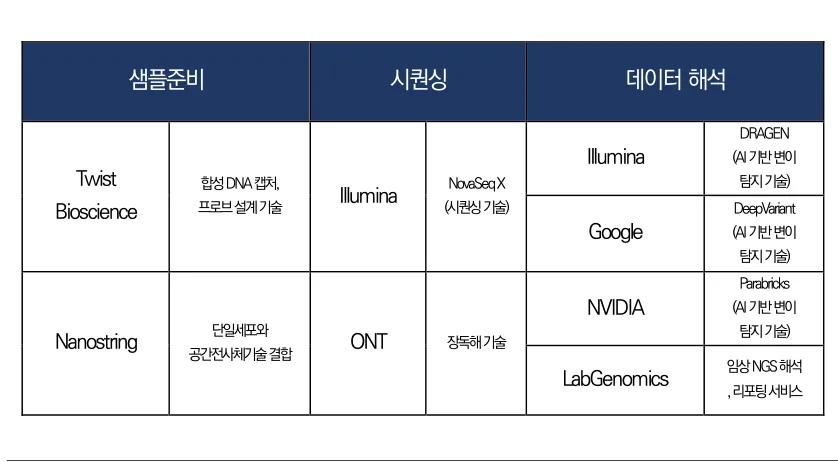 샘플준비
시퀀싱
데이터 해석
Twist
Bioscience
합성 DNA 캡처,
프로브 설계 기술
Illumina
NovaSeq X
(시퀀싱 기술)
Illumina
DRAGEN
(AI 기반 변이
탐지 기술)
Google
DeepVariant
(AI 기반 변이
탐지 기술)
Nanostring
단일세포와
공간전사체기술 결합
ONT
장독해 기술
NVIDIA
Parabricks
(AI 기반 변이
탐지 기술)
LabGenomics
임상 NGS 해석
, 리포팅 서비스